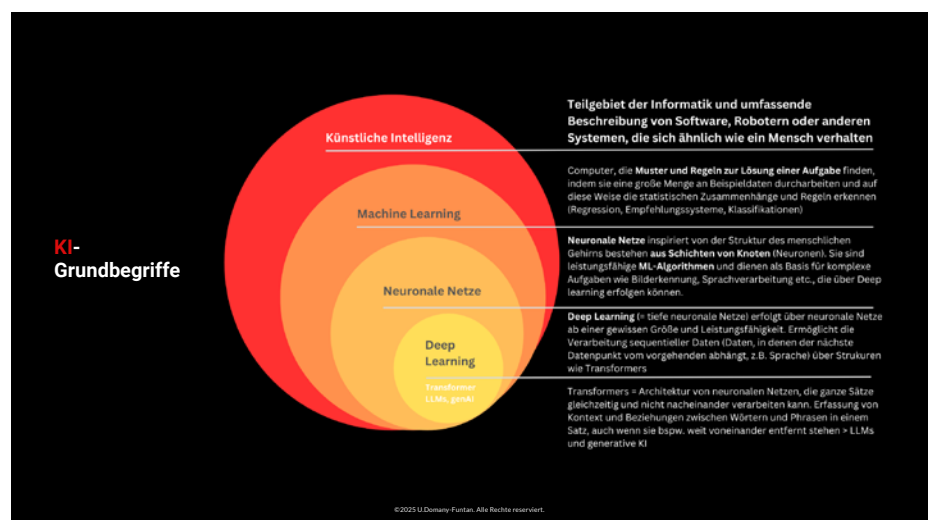 KI-
Grundbegriffe
Künstliche Intelligenz
Machine Learning
Neuronale Netze
Deep
Learning
Transformer
LLMs, genAI
Teilgebiet der Informatik und umfassende
Beschreibung von Software, Robotern oder anderen
Systemen, die sich ähnlich wie ein Mensch verhalten
Computer, die Muster und Regeln zur Lösung einer Aufgabe finden,
indem sie eine große Menge an Beispieldaten durcharbeiten und auf
diese Weise die statistischen Zusammenhänge und Regeln erkennen
(Regression, Empfehlungssysteme, Klassifikationen)
Neuronale Netze inspiriert von der Struktur des menschlichen
Gehirns bestehen aus Schichten von Knoten (Neuronen). Sie sind
leistungsfähige ML-Algorithmen und dienen als Basis für komplexe
Aufgaben wie Bilderkennung, Sprachverarbeitung etc., die über Deep
learning erfolgen können.
Deep Learning (= tiefe neuronale Netze) erfolgt über neuronale Netze
ab einer gewissen Größe und Leistungsfähigkeit. Ermöglicht die
Verarbeitung sequentieller Daten (Daten, in denen der nächste
Datenpunkt vom vorgehenden abhängt, z.B. Sprache) über Strukuren
wie Transformers
Transformers = Architektur von neuronalen Netzen, die ganze Sätze
gleichzeitig und nicht nacheinander verarbeiten kann. Erfassung von
Kontext und Beziehungen zwischen Wörtern und Phrasen in einem
Satz, auch wenn sie bspw. weit voneinander entfernt stehen > LLMs
und generative KI
©2025 U.Domany-Funtan. Alle Rechte reserviert.